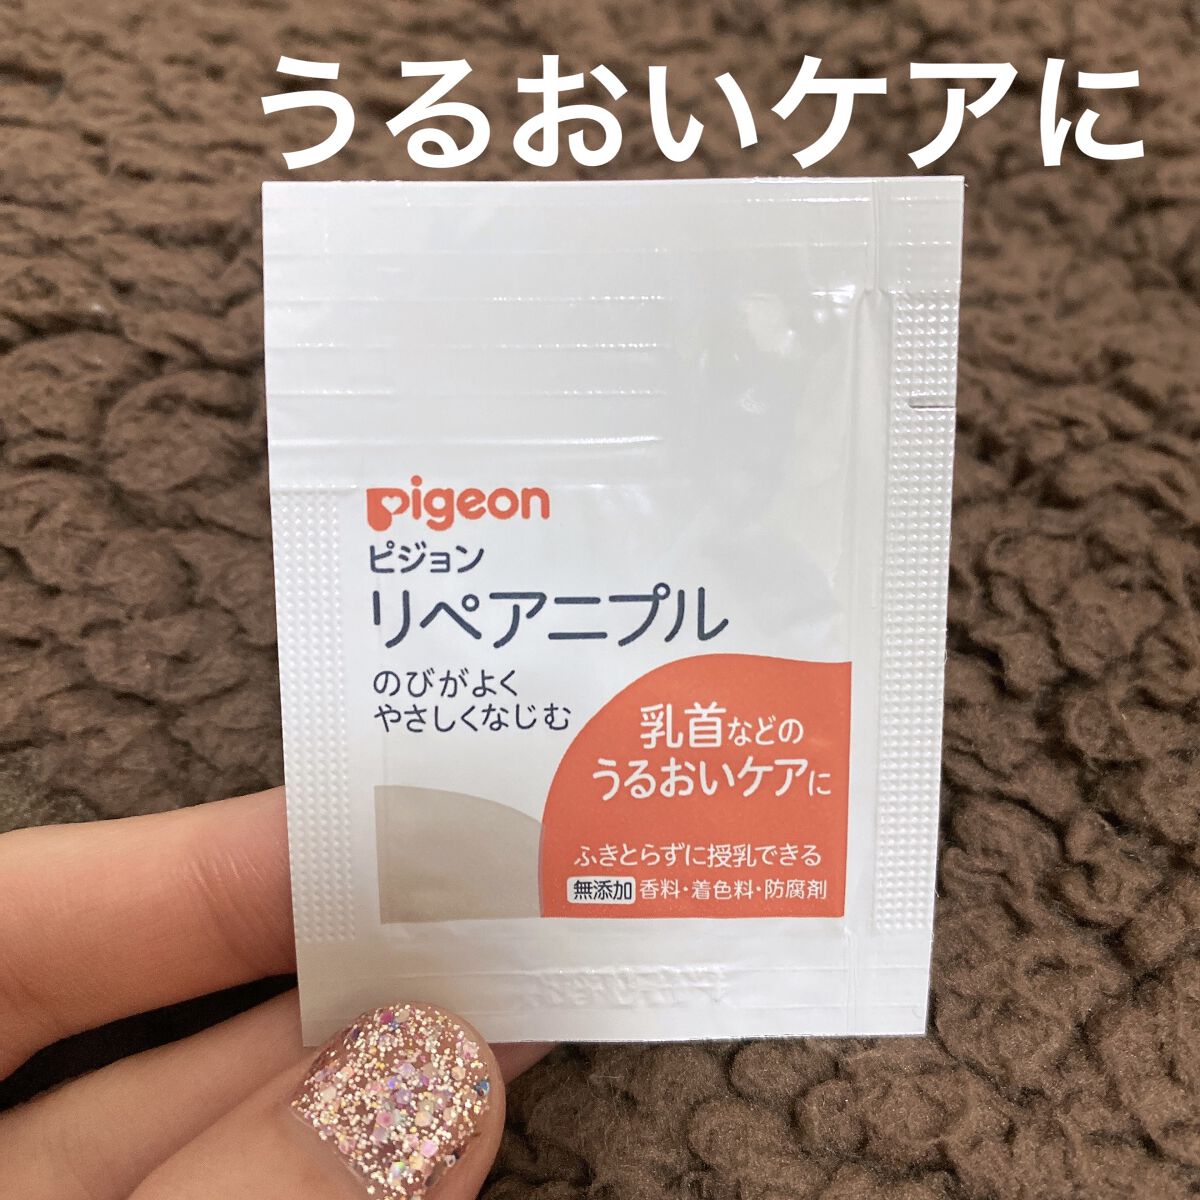 うるおいケアに
pigeon
ピジョン
リペアニプル
のびがよく
やさしくなじむ
乳首などの
うるおいケアに
ふきとらずに授乳できる
無添加 香料・着色料・防腐剤